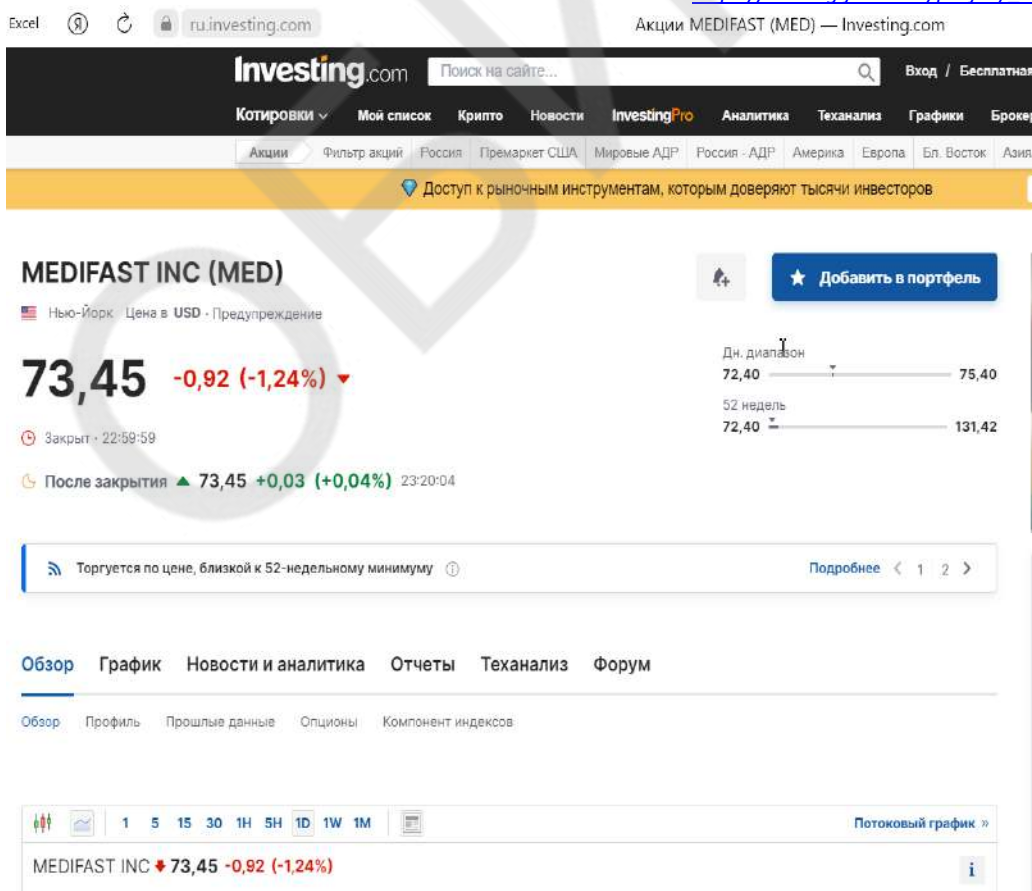 Excel Я ru.investing.com Акции MEDIFAST (MED) — Investing.com
Investing.com Поиск на сайте... Вход / Бесплатная
Котировки Мой список Крипто Новости InvestingPro Аналитика Теханализ Графики Брокер
Акции Фильтр акций Россия Премаркет США Мировые АДР Россия - АДР Америка Европа Бл. Восток Азия
Доступ к рыночным инструментам, которым доверяют тысячи инвесторов
MEDIFAST INC (MED)
Добавить в портфель
Нью-Йорк Цена в USD · Предупреждение
73,45 -0,92 (-1,24%)
Дн. диапазон
72,40 75,40
52 недель
72,40 131,42
Закрыт · 22:59:59
После закрытия 73,45 +0,03 (+0,04%) 23:20:04
Торгуется по цене, близкой к 52-недельному минимуму Подробнее 1 2
Обзор График Новости и аналитика Отчеты Теханализ Форум
Обзор Профиль Прошлые данные Опционы Компонент индексов
1 5 15 30 1H 5H 1D 1W 1M Потоковый график »
MEDIFAST INC 73,45 -0,92 (-1,24%) i